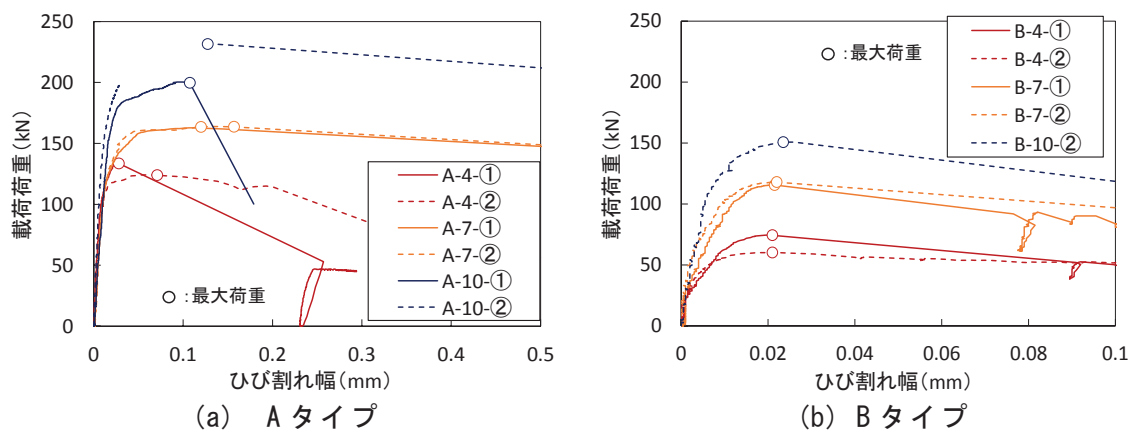 250
200
150
100
50
0
載荷荷重(kN)
0 0.1 0.2 0.3 0.4 0.5
ひび割れ幅(mm)
○:最大荷重
A-4-①
A-4-②
A-7-①
A-7-②
A-10-①
A-10-②
(a) Aタイプ
250
200
150
100
50
0
載荷荷重(kN)
0 0.02 0.04 0.06 0.08 0.1
ひび割れ幅(mm)
○:最大荷重
B-4-①
B-4-②
B-7-①
B-7-②
B-10-②
(b) Bタイプ